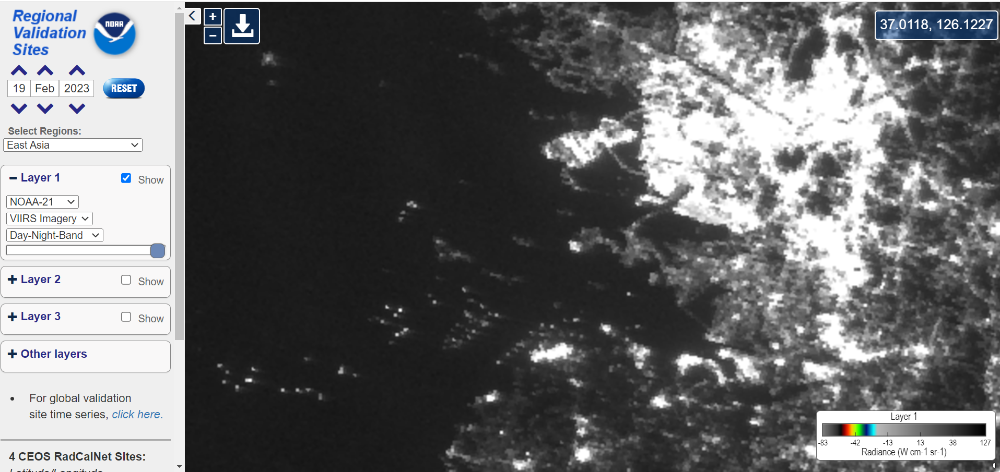 Regional
Validation
Sites
NOAA
19 Feb 2023 RESET
Select Regions:
East Asia
Layer 1 Show
NOAA-21
VIIRS Imagery
Day-Night-Band
Layer 2 Show
Layer 3 Show
Other layers
For global validation
site time series, click here.
4 CEOS RadCalNet Sites:
Latitude/Longitude
+
−
37.0118, 126.1227
Layer 1
-83 -42 -13 13 38 127
Radiance (W cm-1 sr-1)